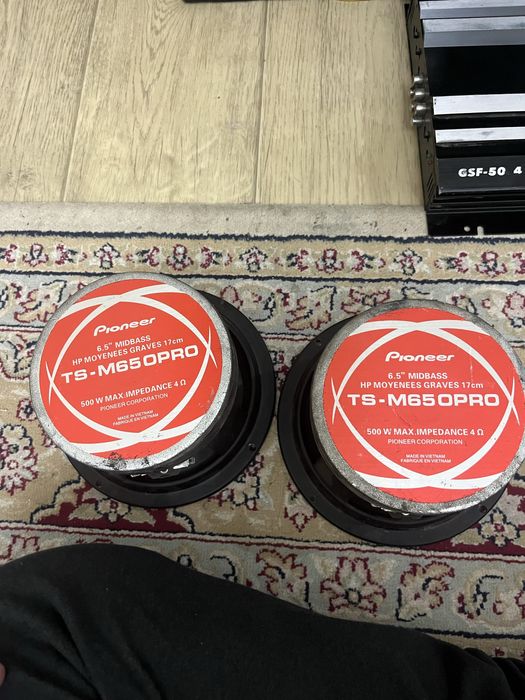 GSF-50 4
Pioneer
6.5" MIDBASS
HP MOYENEES GRAVES 17cm
TS-M650PRO
500 W MAX.IMPEDANCE 4 Ω
PIONEER CORPORATION
MADE IN VIETNAM
FABRIQUE EN VIETNAM
Pioneer
6.5" MIDBASS
HP MOYENEES GRAVES 17cm
TS-M650PRO
500 W MAX.IMPEDANCE 4 Ω
PIONEER CORPORATION
MADE IN VIETNAM
FABRIQUE EN VIETNAM